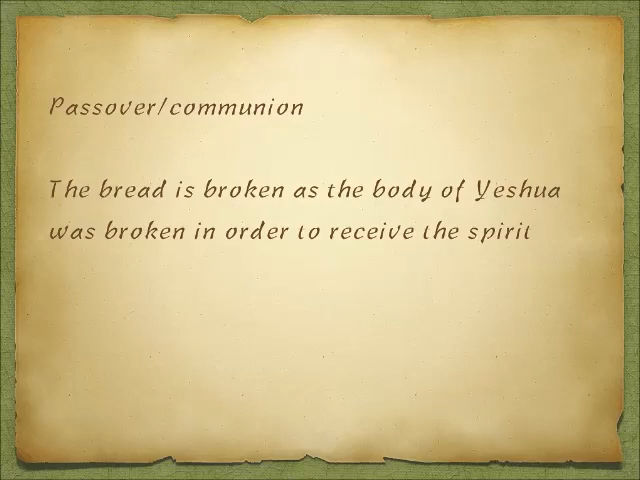 Passover/communion
The bread is broken as the body of Yeshua
was broken in order to receive the spirit